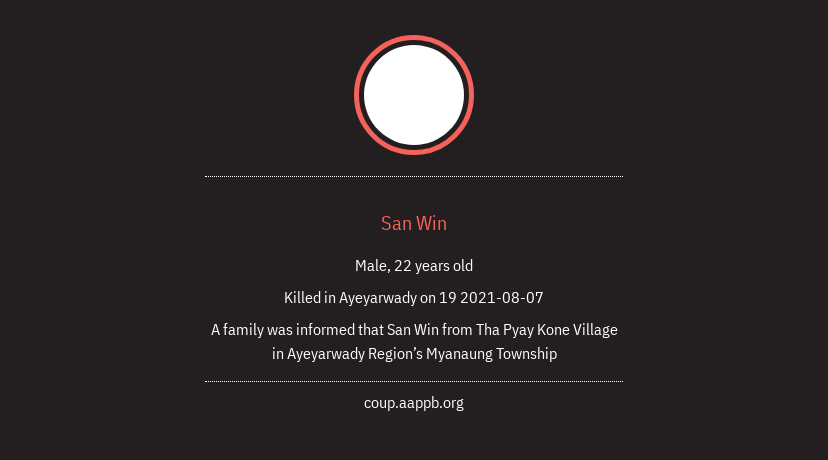 San Win
Male, 22 years old
Killed in Ayeyarwady on 19 2021-08-07
A family was informed that San Win from Tha Pyay Kone Village
in Ayeyarwady Region’s Myanaung Township
coup.aappb.org